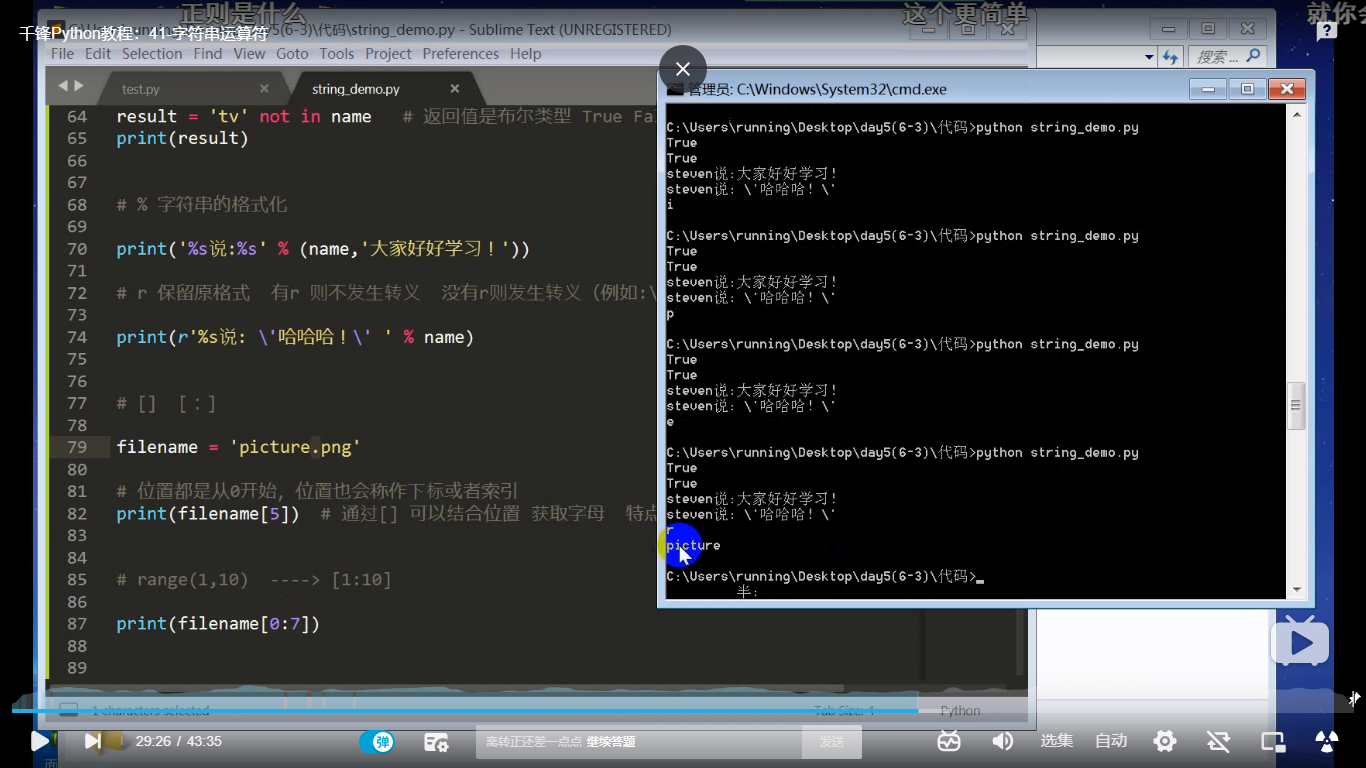 正则是什么
这个更简单
就你会
千锋Python教程：41-字符串运算符
(6-3)\代码\string_demo.py - Sublime Text (UNREGISTERED)
File Edit Selection Find View Goto Tools Project Preferences Help
搜索 ...
test.py
string_demo.py
64 result = 'tv' not in name # 返回值是布尔类型 True Fal
65 print(result)
66
67
68 # % 字符串的格式化
69
70 print('%s说:%s' % (name,'大家好好学习！'))
71
72 # r 保留原格式 有r 则不发生转义 没有r则发生转义（例如:\
73
74 print(r'%s说: \'哈哈哈！\' ' % name)
75
76
77 # [] [：]
78
79 filename = 'picture.png'
80
81 # 位置都是从0开始, 位置也会称作下标或者索引
82 print(filename[5]) # 通过[] 可以结合位置 获取字母 特点
83
84
85 # range(1,10) ----> [1:10]
86
87 print(filename[0:7])
88
89
1 characters selected
Tab Size: 4
Python
管理员: C:\Windows\System32\cmd.exe
C:\Users\running\Desktop\day5(6-3)\代码>python string_demo.py
True
True
steven说:大家好好学习!
steven说: \'哈哈哈! \'
i
C:\Users\running\Desktop\day5(6-3)\代码>python string_demo.py
True
True
steven说:大家好好学习!
steven说: \'哈哈哈! \'
p
C:\Users\running\Desktop\day5(6-3)\代码>python string_demo.py
True
True
steven说:大家好好学习!
steven说: \'哈哈哈! \'
e
C:\Users\running\Desktop\day5(6-3)\代码>python string_demo.py
True
True
steven说:大家好好学习!
steven说: \'哈哈哈! \'
r
picture
C:\Users\running\Desktop\day5(6-3)\代码>_
半:
29:26 / 43:35
弹
离转正还差一点点 继续答题
发送
选集
自动